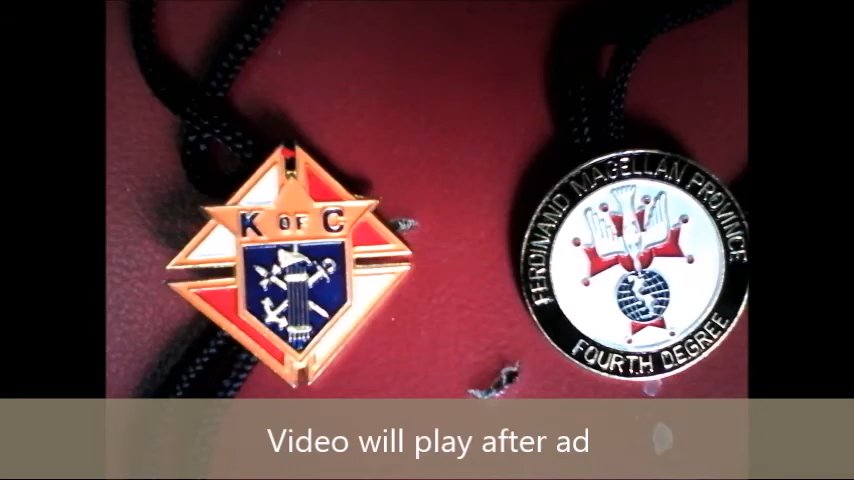 K OF C
FERDINAND MAGELLAN PROVINCE
FOURTH DEGREE
Video will play after ad